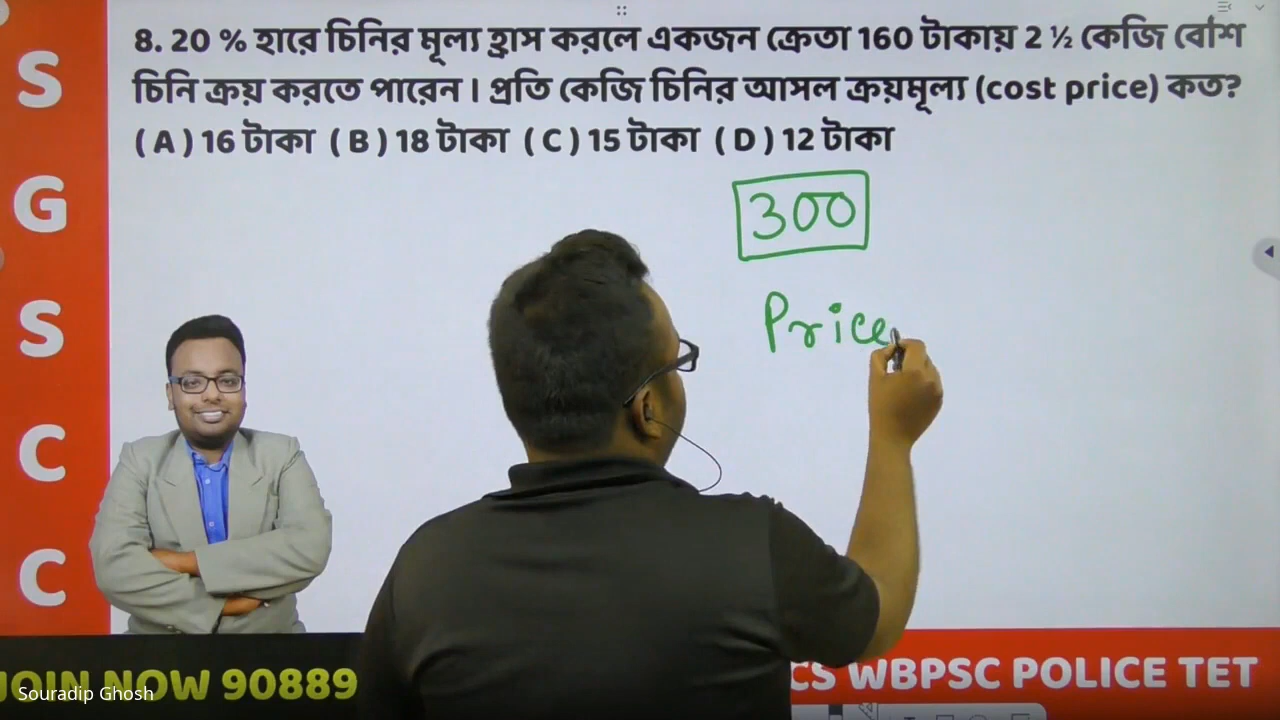 8. 20 % হারে চিনির মূল্য হ্রাস করলে একজন ক্রেতা 160 টাকায় 2 ½ কেজি বেশি
চিনি ক্রয় করতে পারেন । প্রতি কেজি চিনির আসল ক্রয়মূল্য (cost price) কত?
( A ) 16 টাকা ( B ) 18 টাকা ( C ) 15 টাকা ( D ) 12 টাকা
300
Price
S
G
S
C
C
JOIN NOW 90889
Souradip Ghosh
CS WBPSC POLICE TET